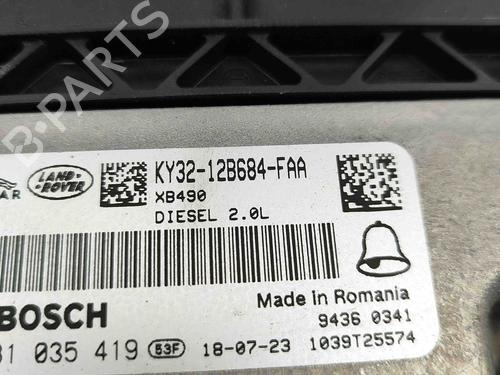 B-PARTS
LAND ROVER
KY32-12B684-FAA
XB490
DIESEL 2.0L
BOSCH
Made in Romania
9436 0341
035 419 53F 18-07-23 1039T25574